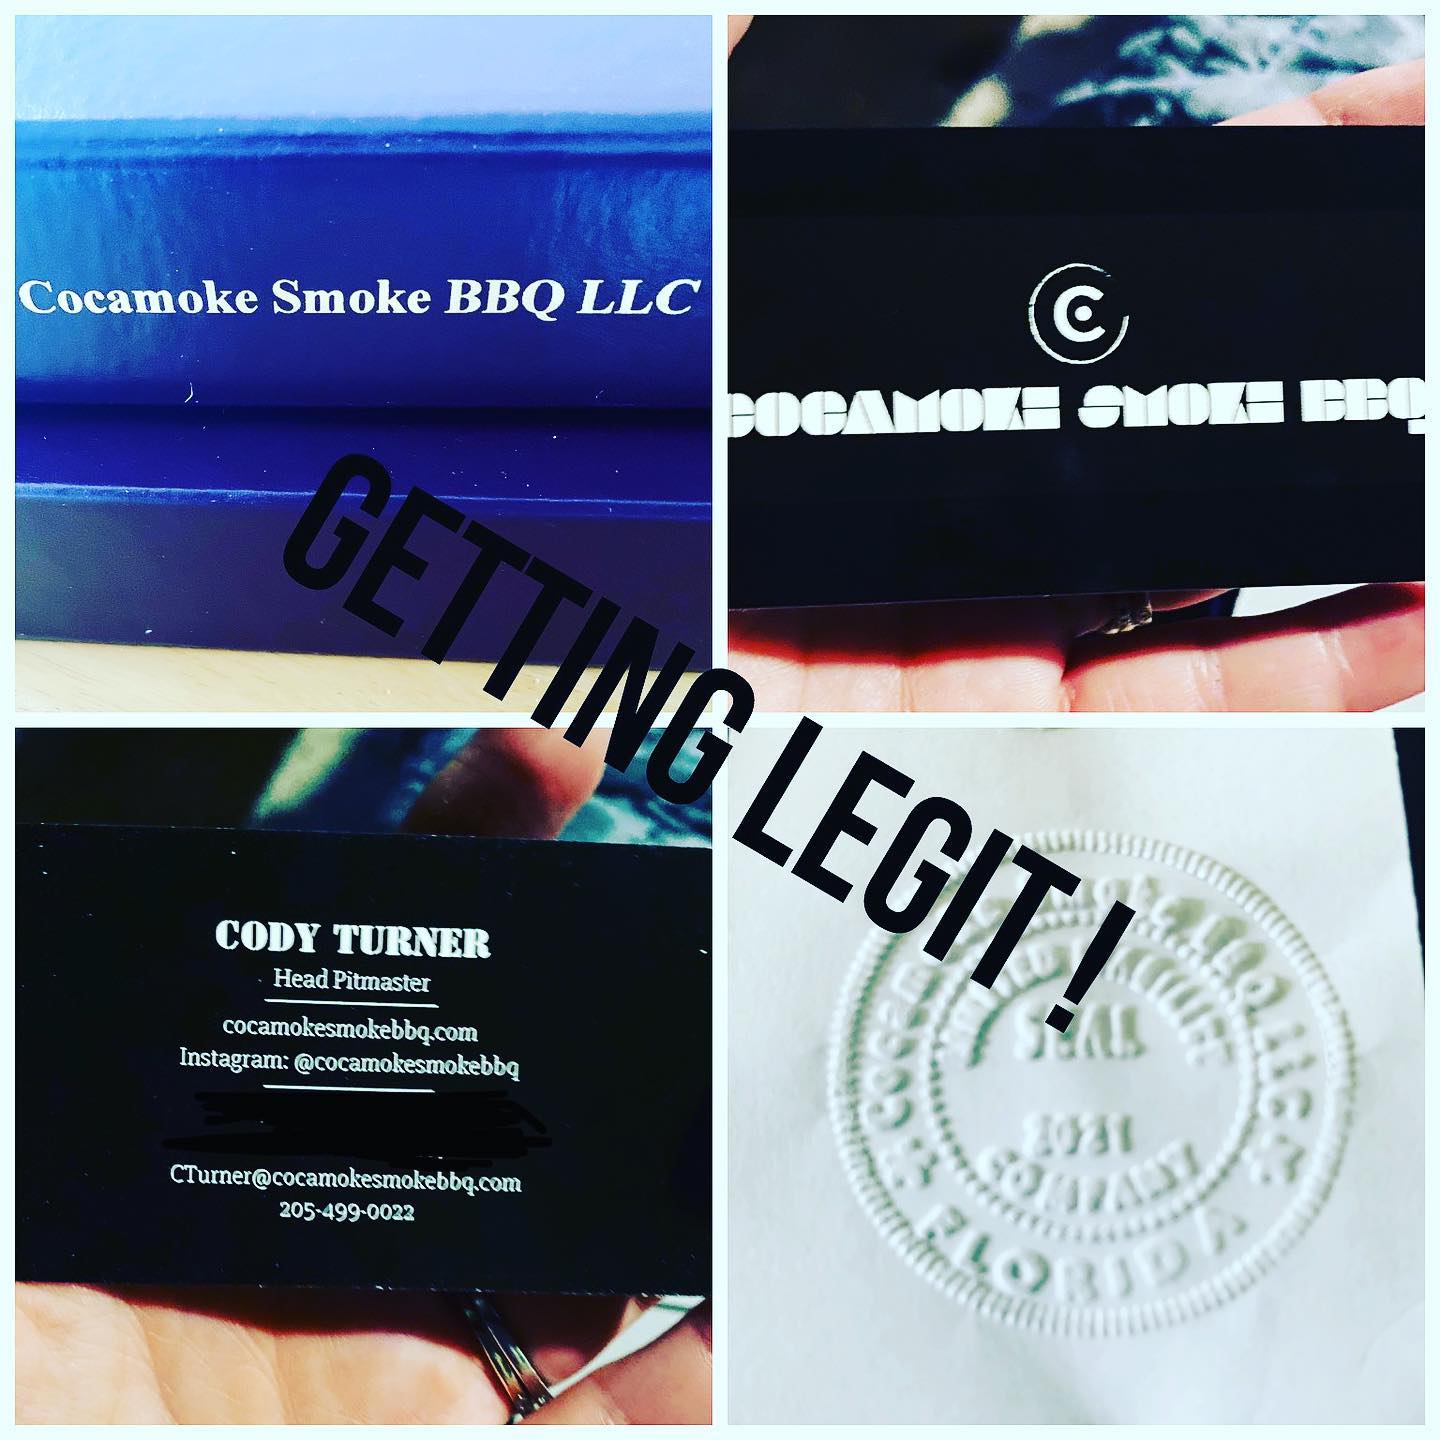 Cocamoke Smoke BBQ LLC
C
COCAMOKE SMOKE BBQ
GETTING LEGIT!
CODY TURNER
Head Pitmaster
cocamokesmokebbq.com
Instagram: @cocamokesmokebbq
CTurner@cocamokesmokebbq.com
205-499-0022
SEAL
2021
COMPANY
FLORIDA